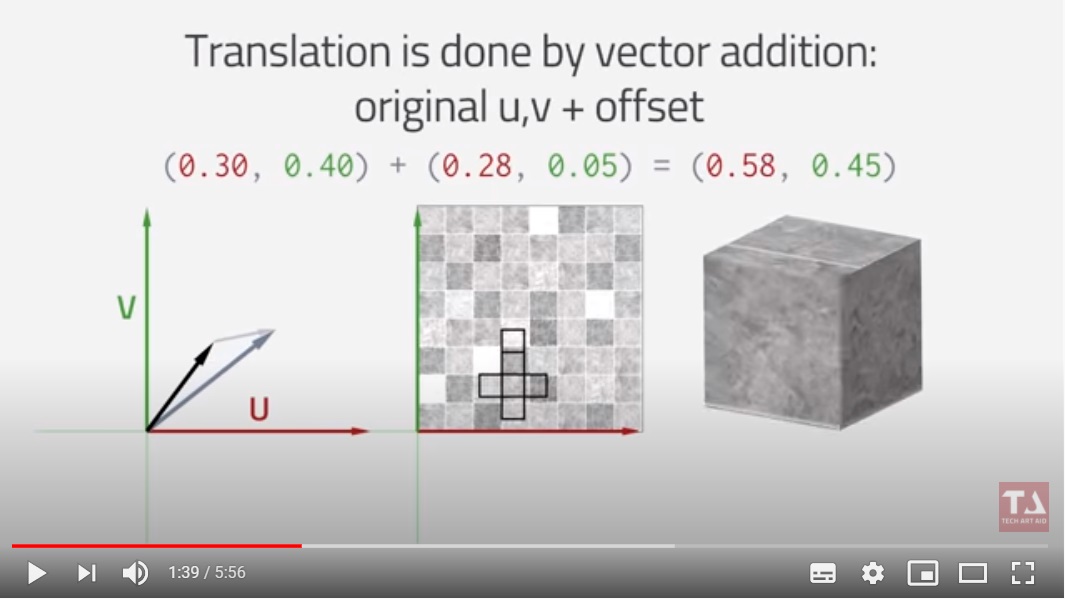 Translation is done by vector addition:
original u,v + offset
(0.30, 0.40) + (0.28, 0.05) = (0.58, 0.45)
V
U
TA
TECH ART AID
1:39 / 5:56